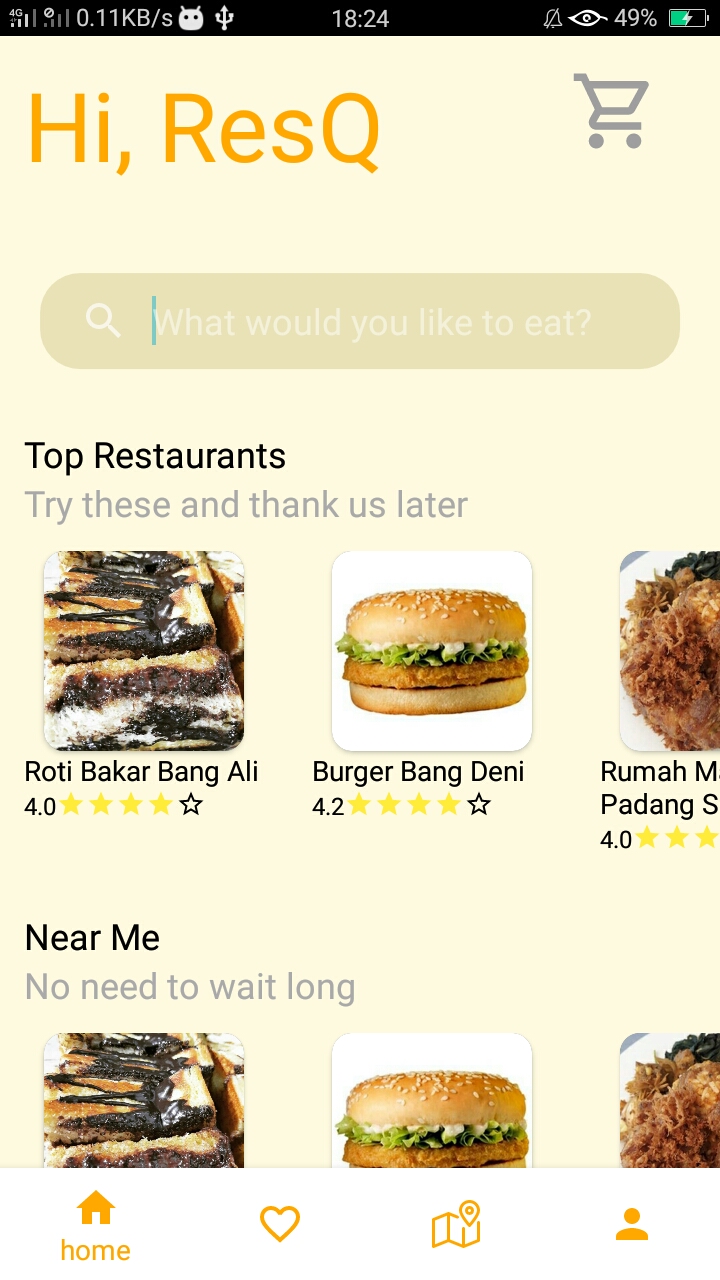 4G 0.11KB/s 18:24 49%
Hi, ResQ
What would you like to eat?
Top Restaurants
Try these and thank us later
Roti Bakar Bang Ali
4.0
Burger Bang Deni
4.2
Rumah Ma
Padang S
4.0
Near Me
No need to wait long
home